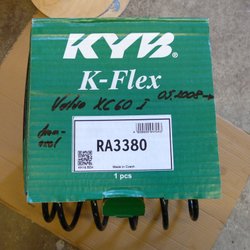 KYB
K-Flex
Volvo XC60 I 05.2008→
RA3380
Made in Czech
1 pcs